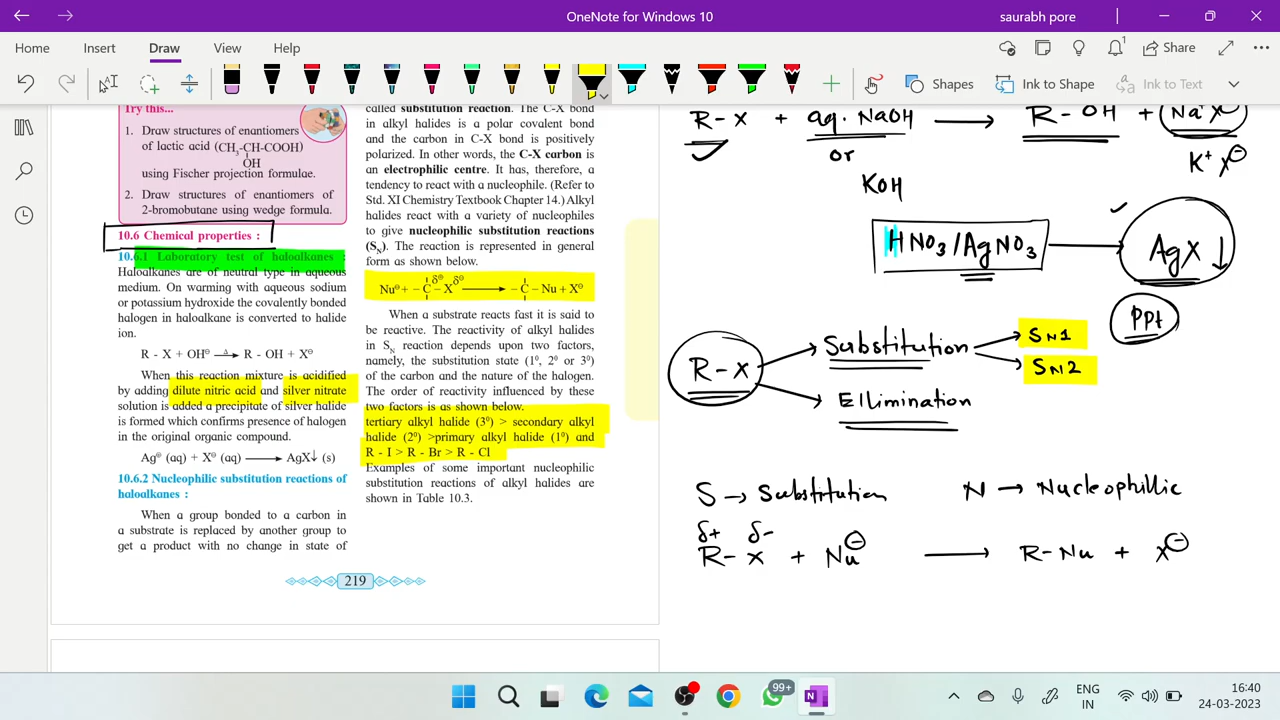 OneNote for Windows 10
saurabh pore
Home Insert Draw View Help
Share
Shapes
Ink to Shape
Ink to Text
Try this...
1. Draw structures of enantiomers
of lactic acid (CH3-CH-COOH)
OH
using Fischer projection formulae.
2. Draw structures of enantiomers of
2-bromobutane using wedge formula.
10.6 Chemical properties :
10.6.1 Laboratory test of haloalkanes :
Haloalkanes are of neutral type in aqueous
medium. On warming with aqueous sodium
or potassium hydroxide the covalently bonded
halogen in haloalkane is converted to halide
ion.
R - X + OH⊖ —Δ→ R - OH + X⊖
When this reaction mixture is acidified
by adding dilute nitric acid and silver nitrate
solution is added a precipitate of silver halide
is formed which confirms presence of halogen
in the original organic compound.
Ag⊕ (aq) + X⊖ (aq) ⟶ AgX↓ (s)
10.6.2 Nucleophilic substitution reactions of
haloalkanes :
When a group bonded to a carbon in
a substrate is replaced by another group to
get a product with no change in state of
called substitution reaction. The C-X bond
in alkyl halides is a polar covalent bond
and the carbon in C-X bond is positively
polarized. In other words, the C-X carbon is
an electrophilic centre. It has, therefore, a
tendency to react with a nucleophile. (Refer to
Std. XI Chemistry Textbook Chapter 14.) Alkyl
halides react with a variety of nucleophiles
to give nucleophilic substitution reactions
(SN). The reaction is represented in general
form as shown below.
Nu⊖ + - C δ⊕ – X δ⊖ ⟶ - C – Nu + X⊖
When a substrate reacts fast it is said to
be reactive. The reactivity of alkyl halides
in SN reaction depends upon two factors,
namely, the substitution state (1⁰, 2⁰ or 3⁰)
of the carbon and the nature of the halogen.
The order of reactivity influenced by these
two factors is as shown below.
tertiary alkyl halide (3⁰) > secondary alkyl
halide (2⁰) >primary alkyl halide (1⁰) and
R - I > R - Br > R - Cl
Examples of some important nucleophilic
substitution reactions of alkyl halides are
shown in Table 10.3.
219
R - X + aq. NaOH ⟶ R - OH + Na⁺X⊖
or
KOH
K⁺ X⊖
HNO3/AgNO3 ⟶ AgX ↓
PPt
R - X
Substitution
SN1
SN2
Ellimination
S → Substitution N → Nucleophillic
δ+ δ-
R - X + Nu⊖ ⟶ R - Nu + X⊖
99+
ENG
IN
16:40
24-03-2023